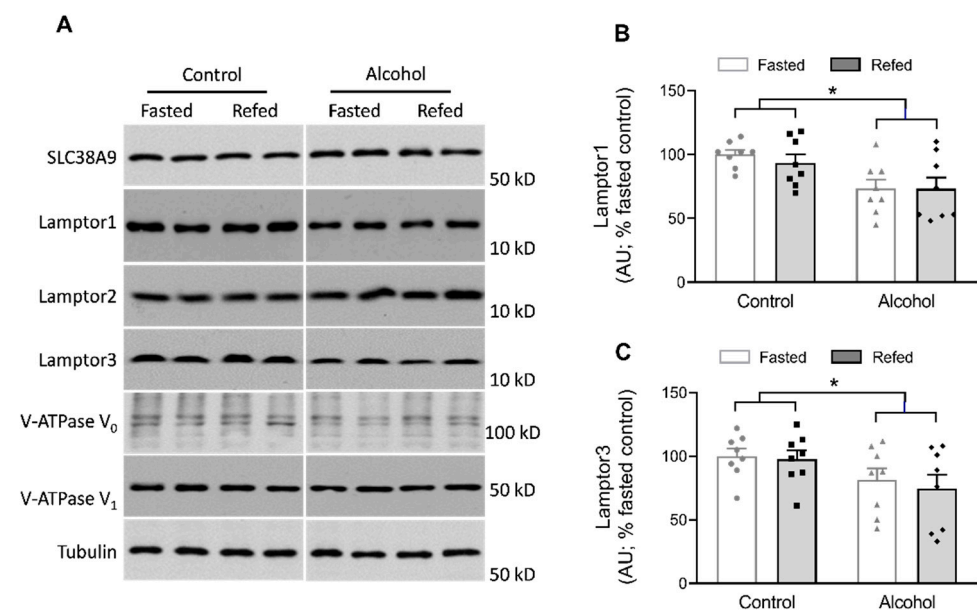 A
Control Alcohol
Fasted Refed Fasted Refed
SLC38A9
50 kD
Lamptor1
10 kD
Lamptor2
10 kD
Lamptor3
10 kD
V-ATPase V₀
100 kD
V-ATPase V₁
50 kD
Tubulin
50 kD
B
Fasted Refed
Lamptor1
(AU; % fasted control)
150
100
50
0
*
Control Alcohol
C
Fasted Refed
Lamptor3
(AU; % fasted control)
150
100
50
0
*
Control Alcohol